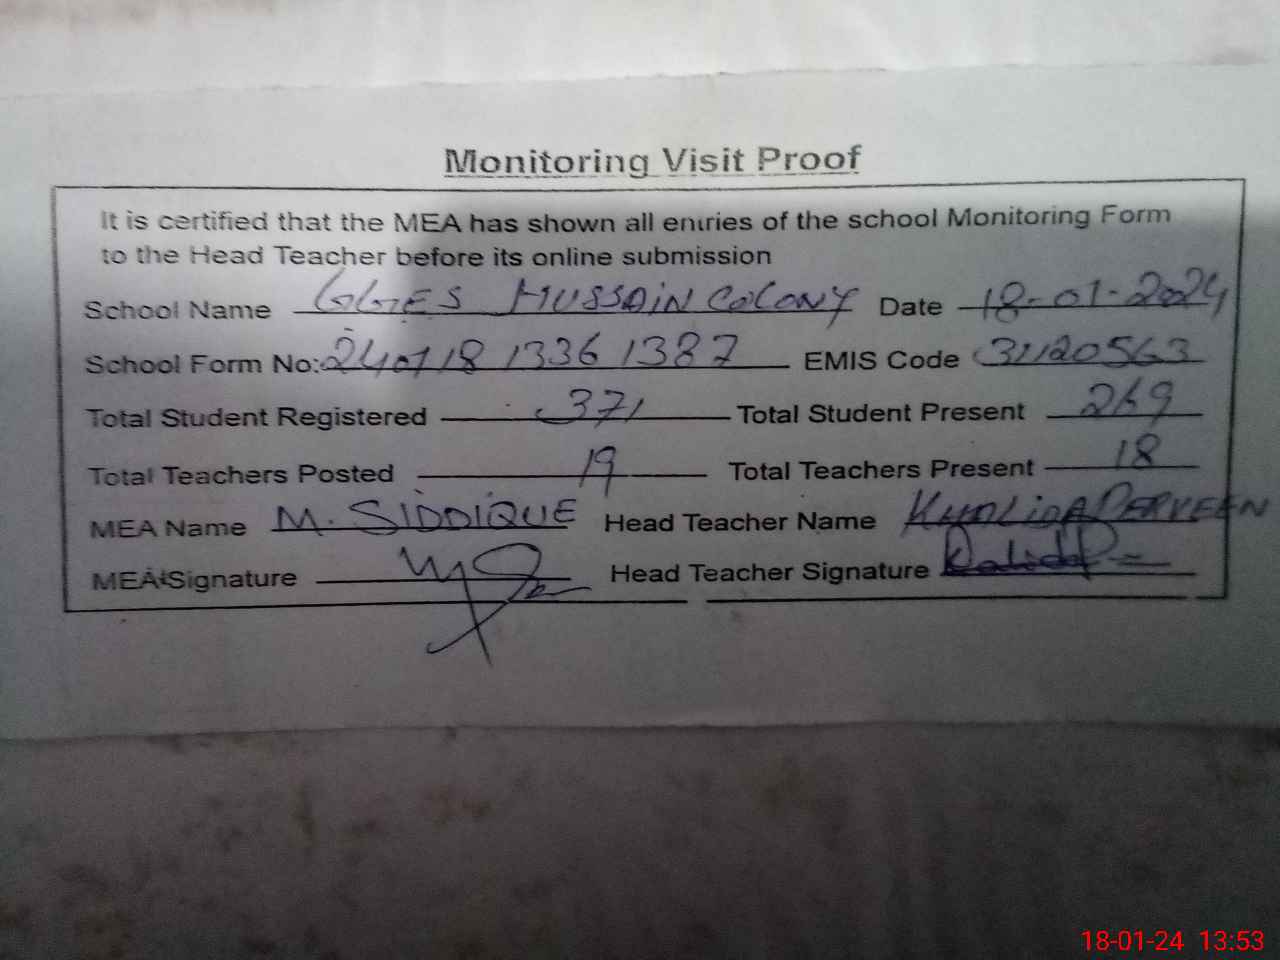 Monitoring Visit Proof
It is certified that the MEA has shown all entries of the school Monitoring Form
to the Head Teacher before its online submission
School Name GGES HUSSAIN COLONY Date 18-01-2024
School Form No: 240118 1336 1387 EMIS Code 31120563
Total Student Registered 371 Total Student Present 269
Total Teachers Posted 19 Total Teachers Present 18
MEA Name M. SIDDIQUE Head Teacher Name KHALIDA PERVEEN
MEA Signature Head Teacher Signature
18-01-24 13:53